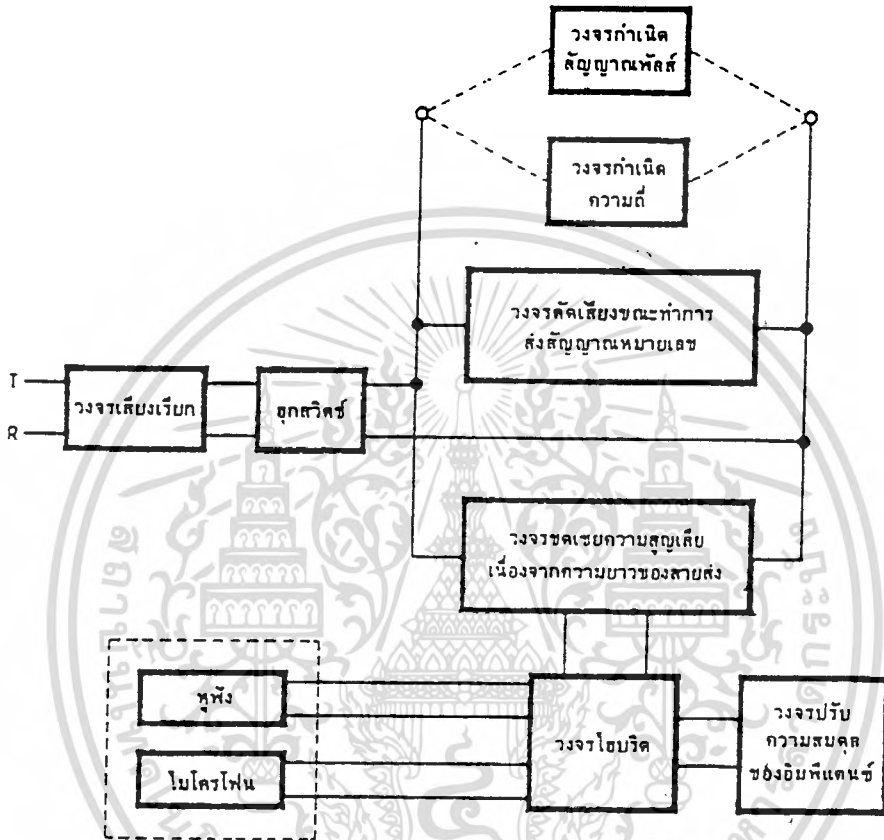 วงจรกำเนิด
สัญญาณพัลส์
วงจรกำเนิด
ความถี่
วงจรตัดเสียงขณะทำการ
ส่งสัญญาณหมายเลข
T
R
วงจรเสียงเรียก
ฮุกสวิตช์
วงจรชดเชยความสูญเสีย
เนื่องจากความยาวของสายส่ง
หูฟัง
ไมโครโฟน
วงจรไฮบริด
วงจรปรับ
ความสมดุล
ของอิมพีแดนซ์